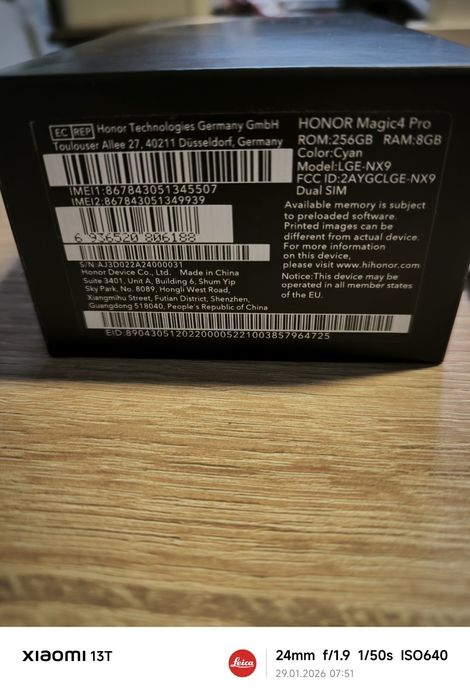 EC REP Honor Technologies Germany GmbH
Toulouser Allee 27, 40211 Düsseldorf, Germany
IMEI1:867843051345507
IMEI2:867843051349939
6 936520 806188
S/N:AJ3D022A24000031
Honor Device Co., Ltd. Made in China
Suite 3401, Unit A, Building 6, Shum Yip
Sky Park, No. 8089, Hongli West Road,
Xiangmihu Street, Futian District, Shenzhen,
Guangdong 518040, People's Republic of China
EID:89043051202200005221003857964725
HONOR Magic4 Pro
ROM:256GB RAM:8GB
Color:Cyan
Model:LGE-NX9
FCC ID:2AYGCLGE-NX9
Dual SIM
Available memory is subject
to preloaded software.
Printed images can be
different from actual device.
For more information
on this device,
please visit www.hihonor.com
Notice:This device may be
operated in all member states
of the EU.
XIAOMI 13T
Leica
24mm f/1.9 1/50s ISO640
29.01.2026 07:51